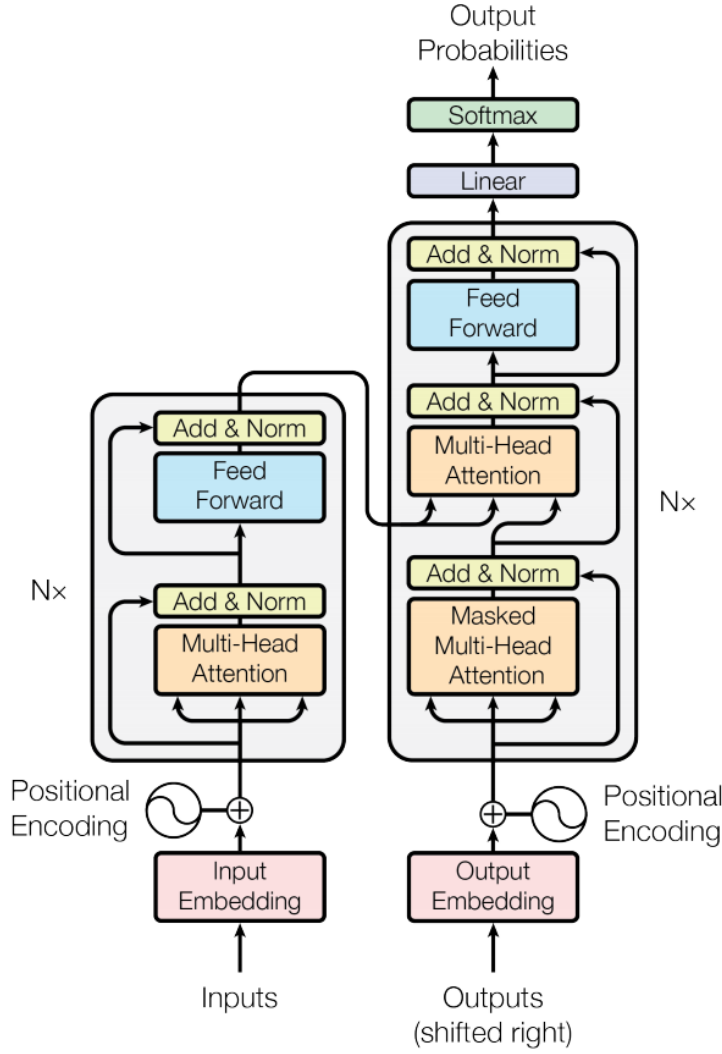 Output
Probabilities
Softmax
Linear
Add & Norm
Feed
Forward
Add & Norm
Multi-Head
Attention
Add & Norm
Masked
Multi-Head
Attention
Nx
Add & Norm
Feed
Forward
Add & Norm
Multi-Head
Attention
Nx
Positional
Encoding
Positional
Encoding
Input
Embedding
Output
Embedding
Inputs
Outputs
(shifted right)